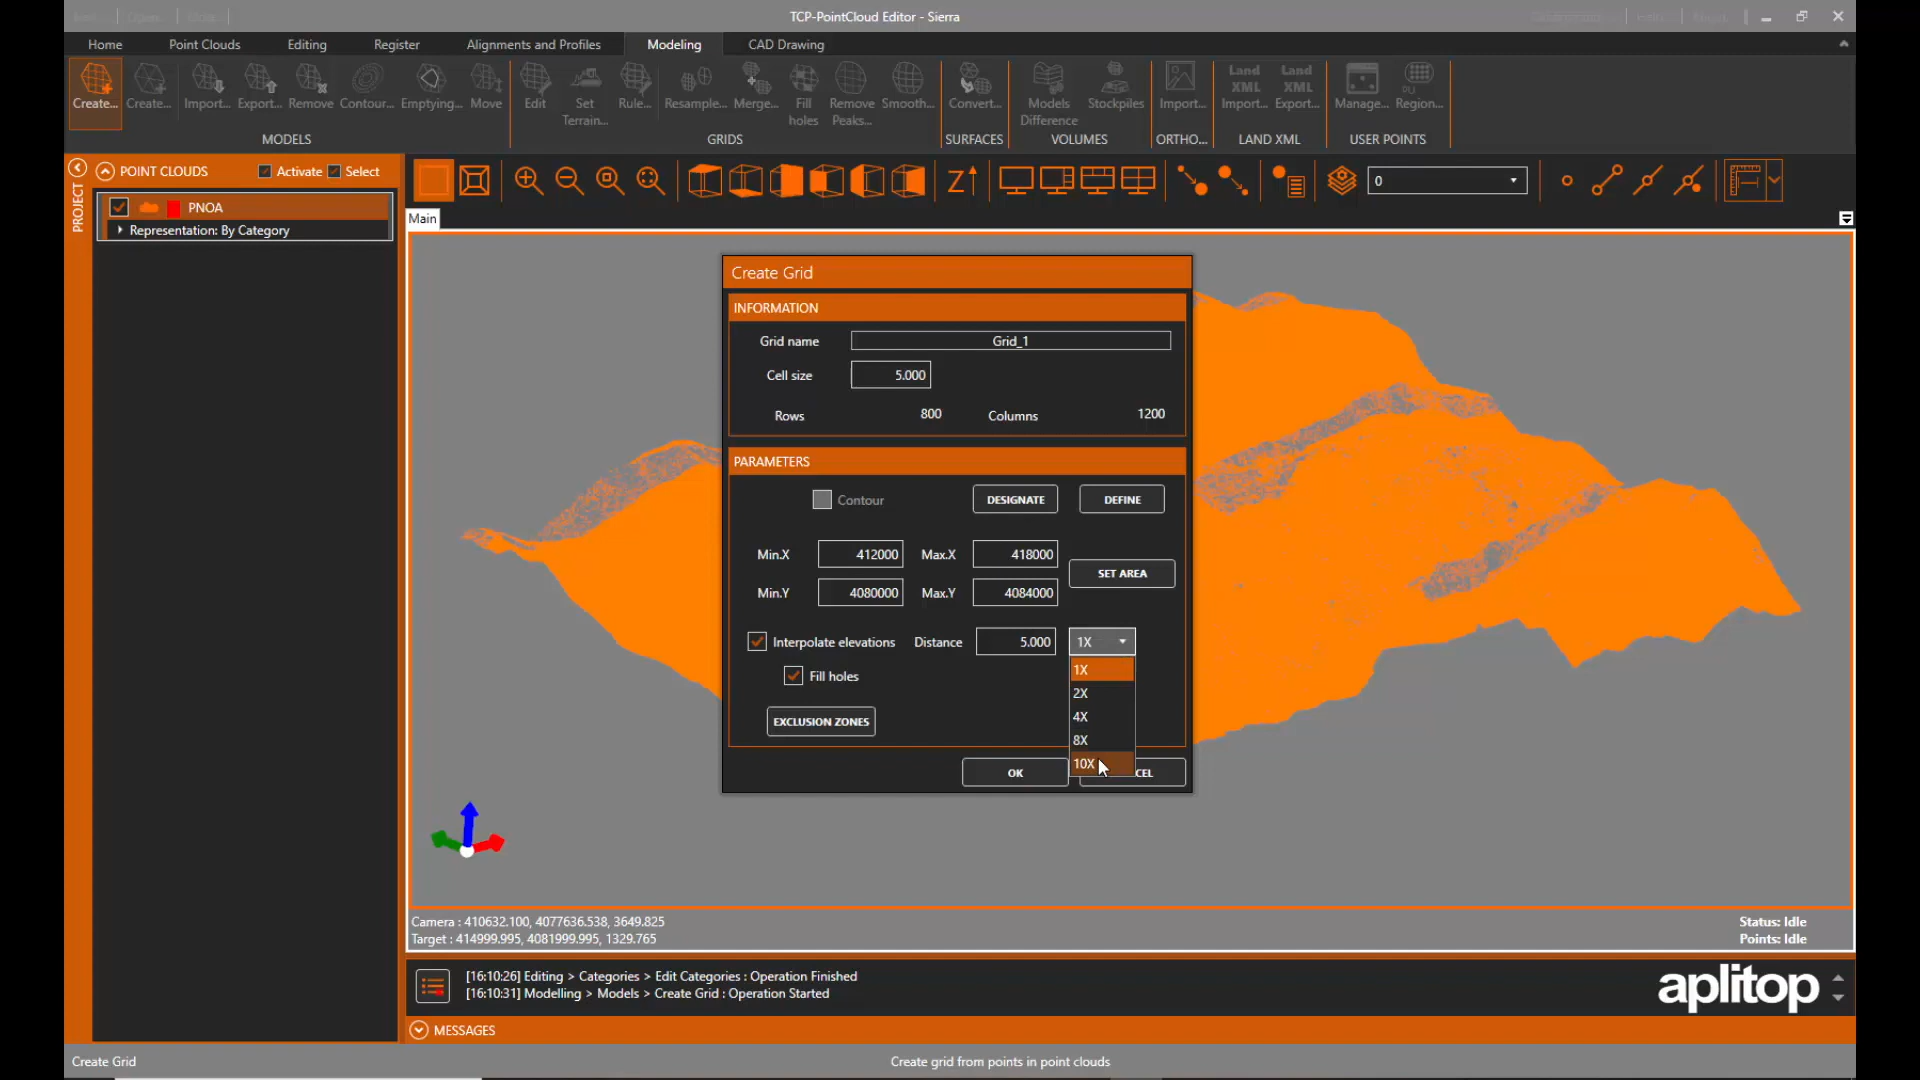 TCP-PointCloud Editor - Sierra
Home Point Clouds Editing Register Alignments and Profiles Modeling CAD Drawing
Create... Create... Import... Export... Remove Contour... Emptying... Move Edit Set Terrain... Rule... Resample... Merge... Fill holes Remove Peaks... Smooth... Convert... Models Difference Stockpiles Import... Land XML Import... Land XML Export... Manage... PU Region...
MODELS GRIDS SURFACES VOLUMES ORTHO... LAND XML USER POINTS
PROJECT
POINT CLOUDS Activate Select
PNOA
Representation: By Category
Z 0
Main
Create Grid
INFORMATION
Grid name Grid_1
Cell size 5.000
Rows 800 Columns 1200
PARAMETERS
Contour DESIGNATE DEFINE
Min.X 412000 Max.X 418000
SET AREA
Min.Y 4080000 Max.Y 4084000
Interpolate elevations Distance 5.000 1X
1X
2X
4X
8X
10X
Fill holes
EXCLUSION ZONES
OK CEL
Camera : 410632.100, 4077636.538, 3649.825
Target : 414999.995, 4081999.995, 1329.765
Status: Idle
Points: Idle
[16:10:26] Editing > Categories > Edit Categories : Operation Finished
[16:10:31] Modelling > Models > Create Grid : Operation Started
aplitop
MESSAGES
Create Grid Create grid from points in point clouds